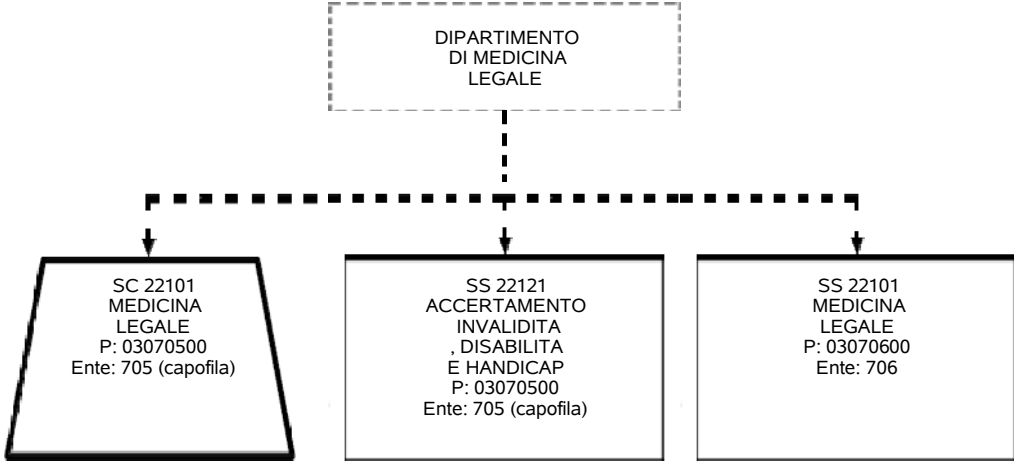 DIPARTIMENTO
DI MEDICINA
LEGALE
SC 22101
MEDICINA
LEGALE
P: 03070500
Ente: 705 (capofila)
SS 22121
ACCERTAMENTO
INVALIDITA
, DISABILITA
E HANDICAP
P: 03070500
Ente: 705 (capofila)
SS 22101
MEDICINA
LEGALE
P: 03070600
Ente: 706